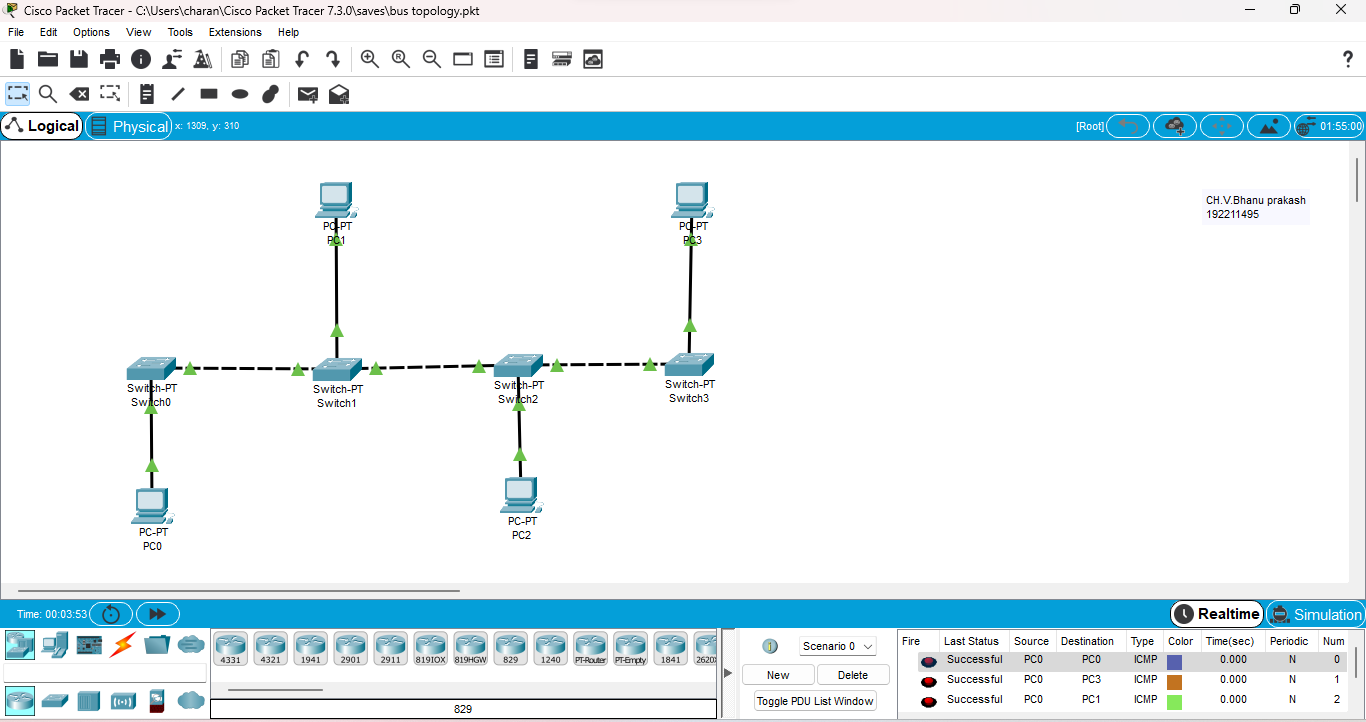 Cisco Packet Tracer - C:\Users\charan\Cisco Packet Tracer 7.3.0\saves\bus topology.pkt
File Edit Options View Tools Extensions Help
Logical Physical x: 1309, y: 310 [Root] 01:55:00
CH.V.Bhanu prakash
192211495
PC-PT
PC1
PC-PT
PC3
Switch-PT
Switch0
Switch-PT
Switch1
Switch-PT
Switch2
Switch-PT
Switch3
PC-PT
PC0
PC-PT
PC2
Time: 00:03:53 Realtime Simulation
4331 4321 1941 2901 2911 819IOX 819HGW 829 1240 PT-Router PT-Empty 1841 2620X
829
Scenario 0
New Delete
Toggle PDU List Window
Fire Last Status Source Destination Type Color Time(sec) Periodic Num
Successful PC0 PC0 ICMP 0.000 N 0
Successful PC0 PC3 ICMP 0.000 N 1
Successful PC0 PC1 ICMP 0.000 N 2